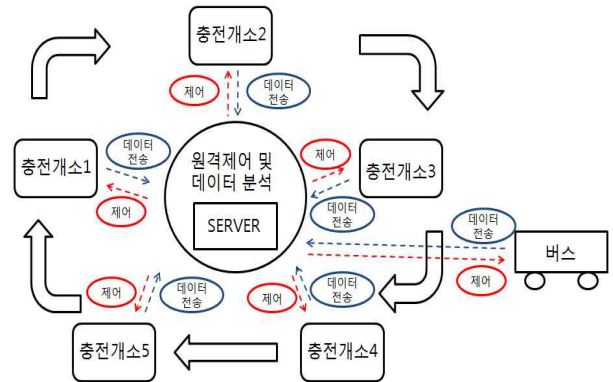 충전개소2
제어
데이터
전송
충전개소1
데이터
전송
제어
원격제어 및
데이터 분석
SERVER
제어
충전개소3
데이터
전송
데이터
전송
버스
제어
제어
데이터
전송
제어
데이터
전송
충전개소5
충전개소4